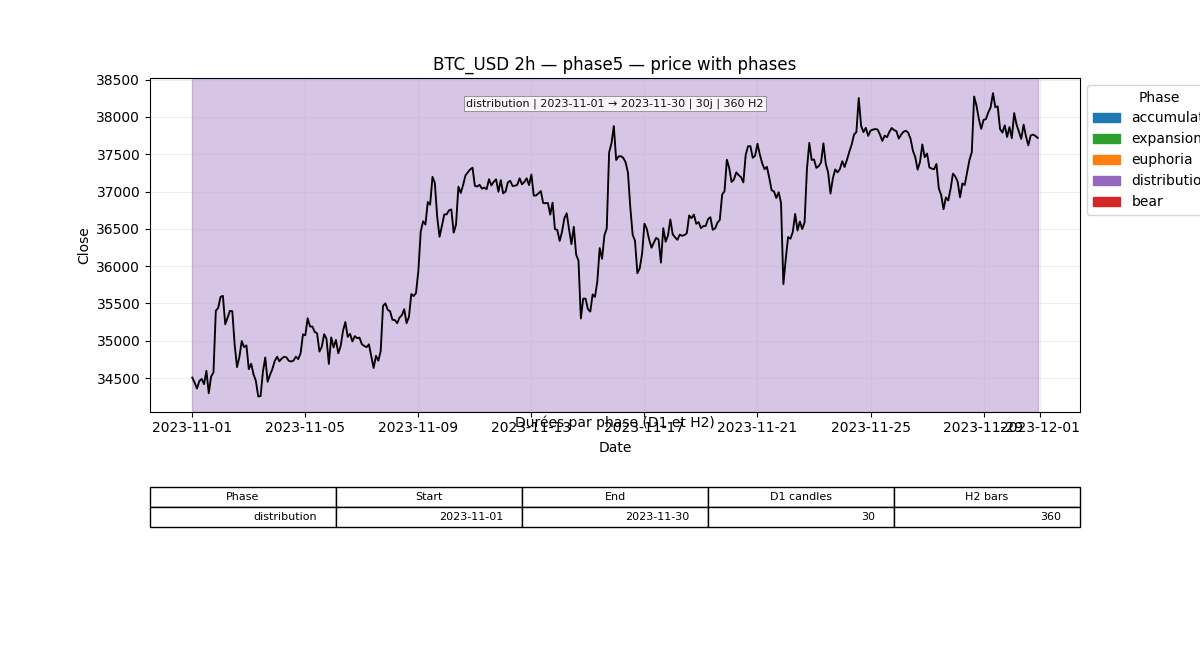 BTC_USD 2h — phase5 — price with phases
distribution | 2023-11-01 → 2023-11-30 | 30j | 360 H2
Close
38500
38000
37500
37000
36500
36000
35500
35000
34500
Phase
accumulat
expansion
euphoria
distributio
bear
Durées par phase (D1 et H2)
2023-11-01 2023-11-05 2023-11-09 2023-11-13 2023-11-17 2023-11-21 2023-11-25 2023-11-29 2023-12-01
Date
Phase Start End D1 candles H2 bars
distribution 2023-11-01 2023-11-30 30 360